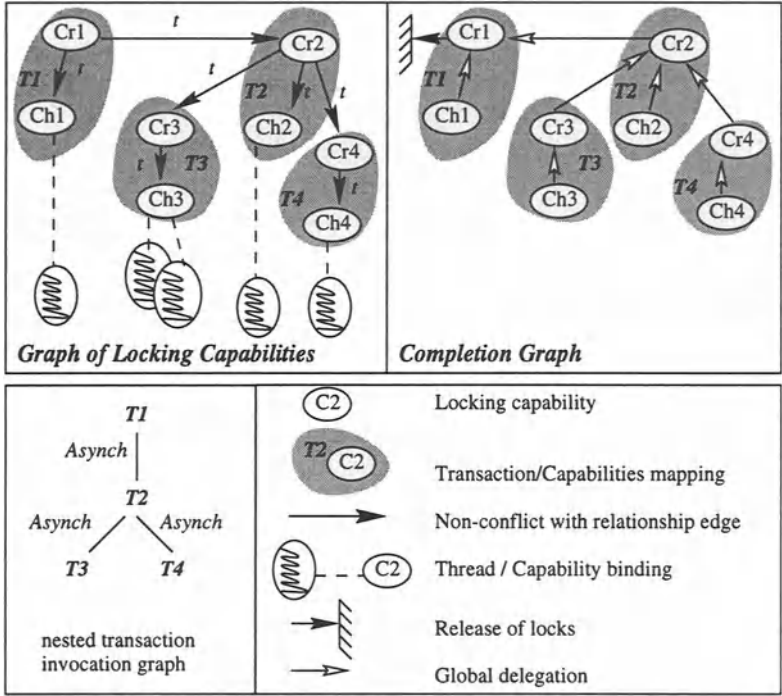 Cr1
t
Cr2
T1
t
t
T2
t
t
Ch1
Cr3
Ch2
Cr4
t
T3
t
Ch3
T4
Ch4
Graph of Locking Capabilities
Cr1
Cr2
T1
T2
Cr3
Ch2
Cr4
T3
Ch3
T4
Ch4
Ch1
Completion Graph
T1
Asynch
T2
Asynch
Asynch
T3
T4
nested transaction
invocation graph
C2
Locking capability
T2
C2
Transaction/Capabilities mapping
Non-conflict with relationship edge
C2
Thread / Capability binding
Release of locks
Global delegation